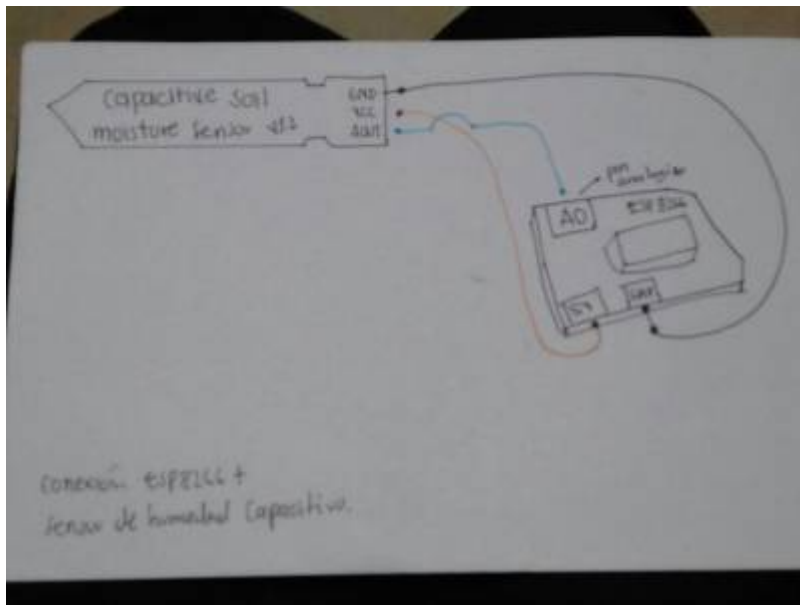 Capacitive Soil
moisture sensor v1.2
GND
VCC
AOUT
pin
analogico
A0
ESP8266
5V
GND
Conexión ESP8266 +
sensor de humedad Capacitivo.